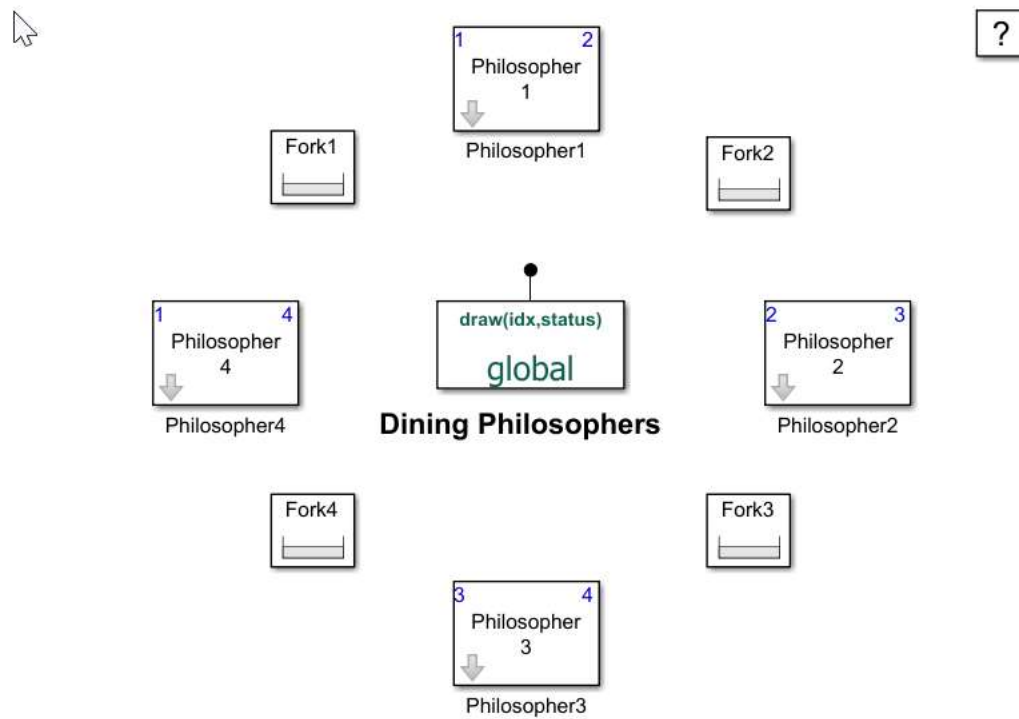 ?
1 2
Philosopher
1
Philosopher1
Fork1
Fork2
1 4
Philosopher
4
Philosopher4
draw(idx,status)
global
Dining Philosophers
2 3
Philosopher
2
Philosopher2
Fork4
Fork3
3 4
Philosopher
3
Philosopher3